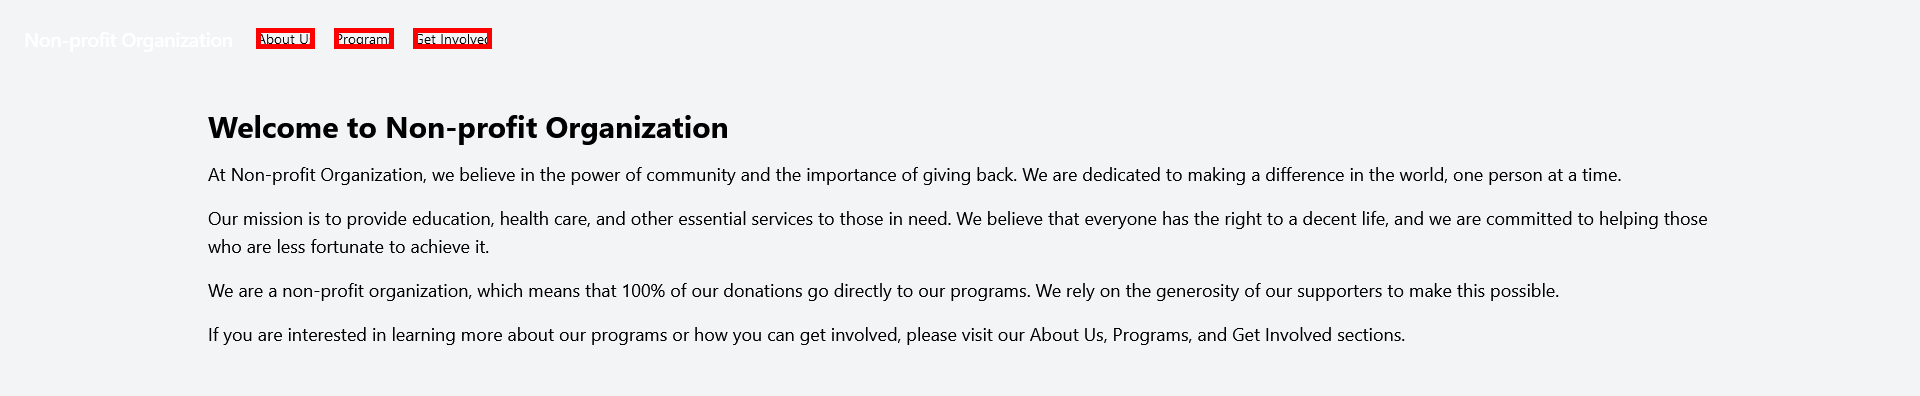 Non-profit Organization About Us Programs Get Involved
Welcome to Non-profit Organization
At Non-profit Organization, we believe in the power of community and the importance of giving back. We are dedicated to making a difference in the world, one person at a time.
Our mission is to provide education, health care, and other essential services to those in need. We believe that everyone has the right to a decent life, and we are committed to helping those
who are less fortunate to achieve it.
We are a non-profit organization, which means that 100% of our donations go directly to our programs. We rely on the generosity of our supporters to make this possible.
If you are interested in learning more about our programs or how you can get involved, please visit our About Us, Programs, and Get Involved sections.